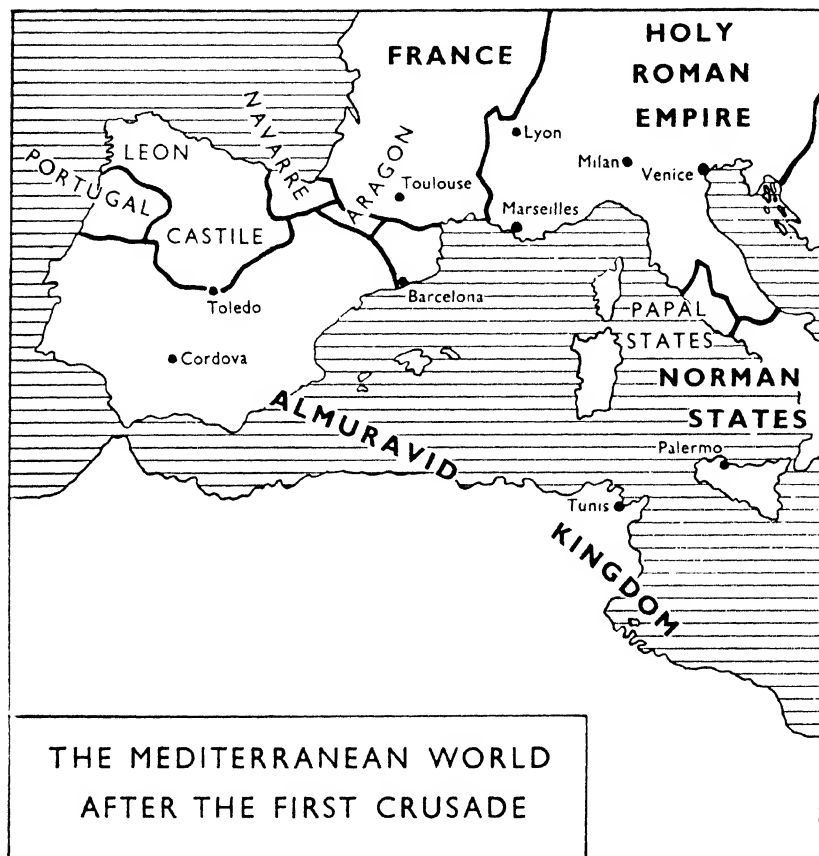 FRANCE
HOLY
ROMAN
EMPIRE
Lyon
Milan
Venice
NAVARRE
LEON
PORTUGAL
ARAGON
Toulouse
Marseilles
CASTILE
Toledo
Barcelona
PAPAL
STATES
Cordova
NORMAN
STATES
ALMURAVID
Palermo
Tunis
KINGDOM
THE MEDITERRANEAN WORLD
AFTER THE FIRST CRUSADE